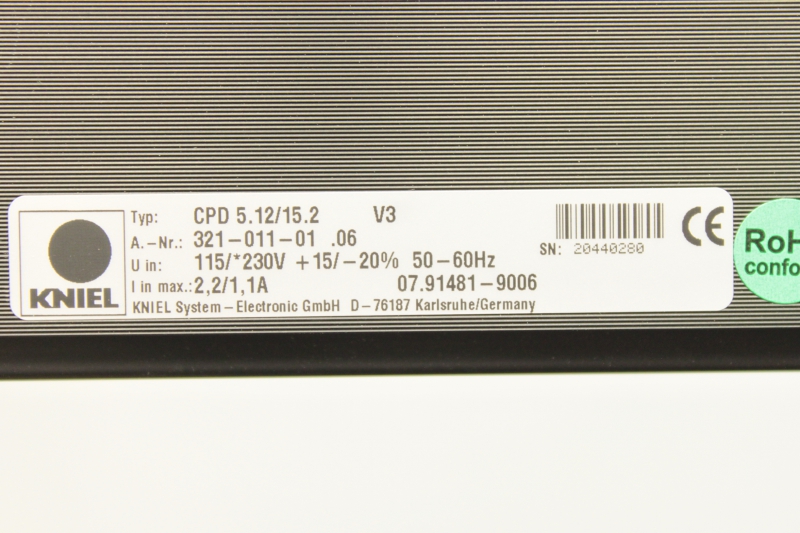 Typ: CPD 5.12/15.2 V3
A.-Nr.: 321-011-01 .06
U in: 115/*230V +15/-20% 50-60Hz
I in max.: 2,2/1,1A 07.91481-9006
KNIEL System-Electronic GmbH D-76187 Karlsruhe/Germany
KNIEL
SN: 20440280
CE
RoH
confo